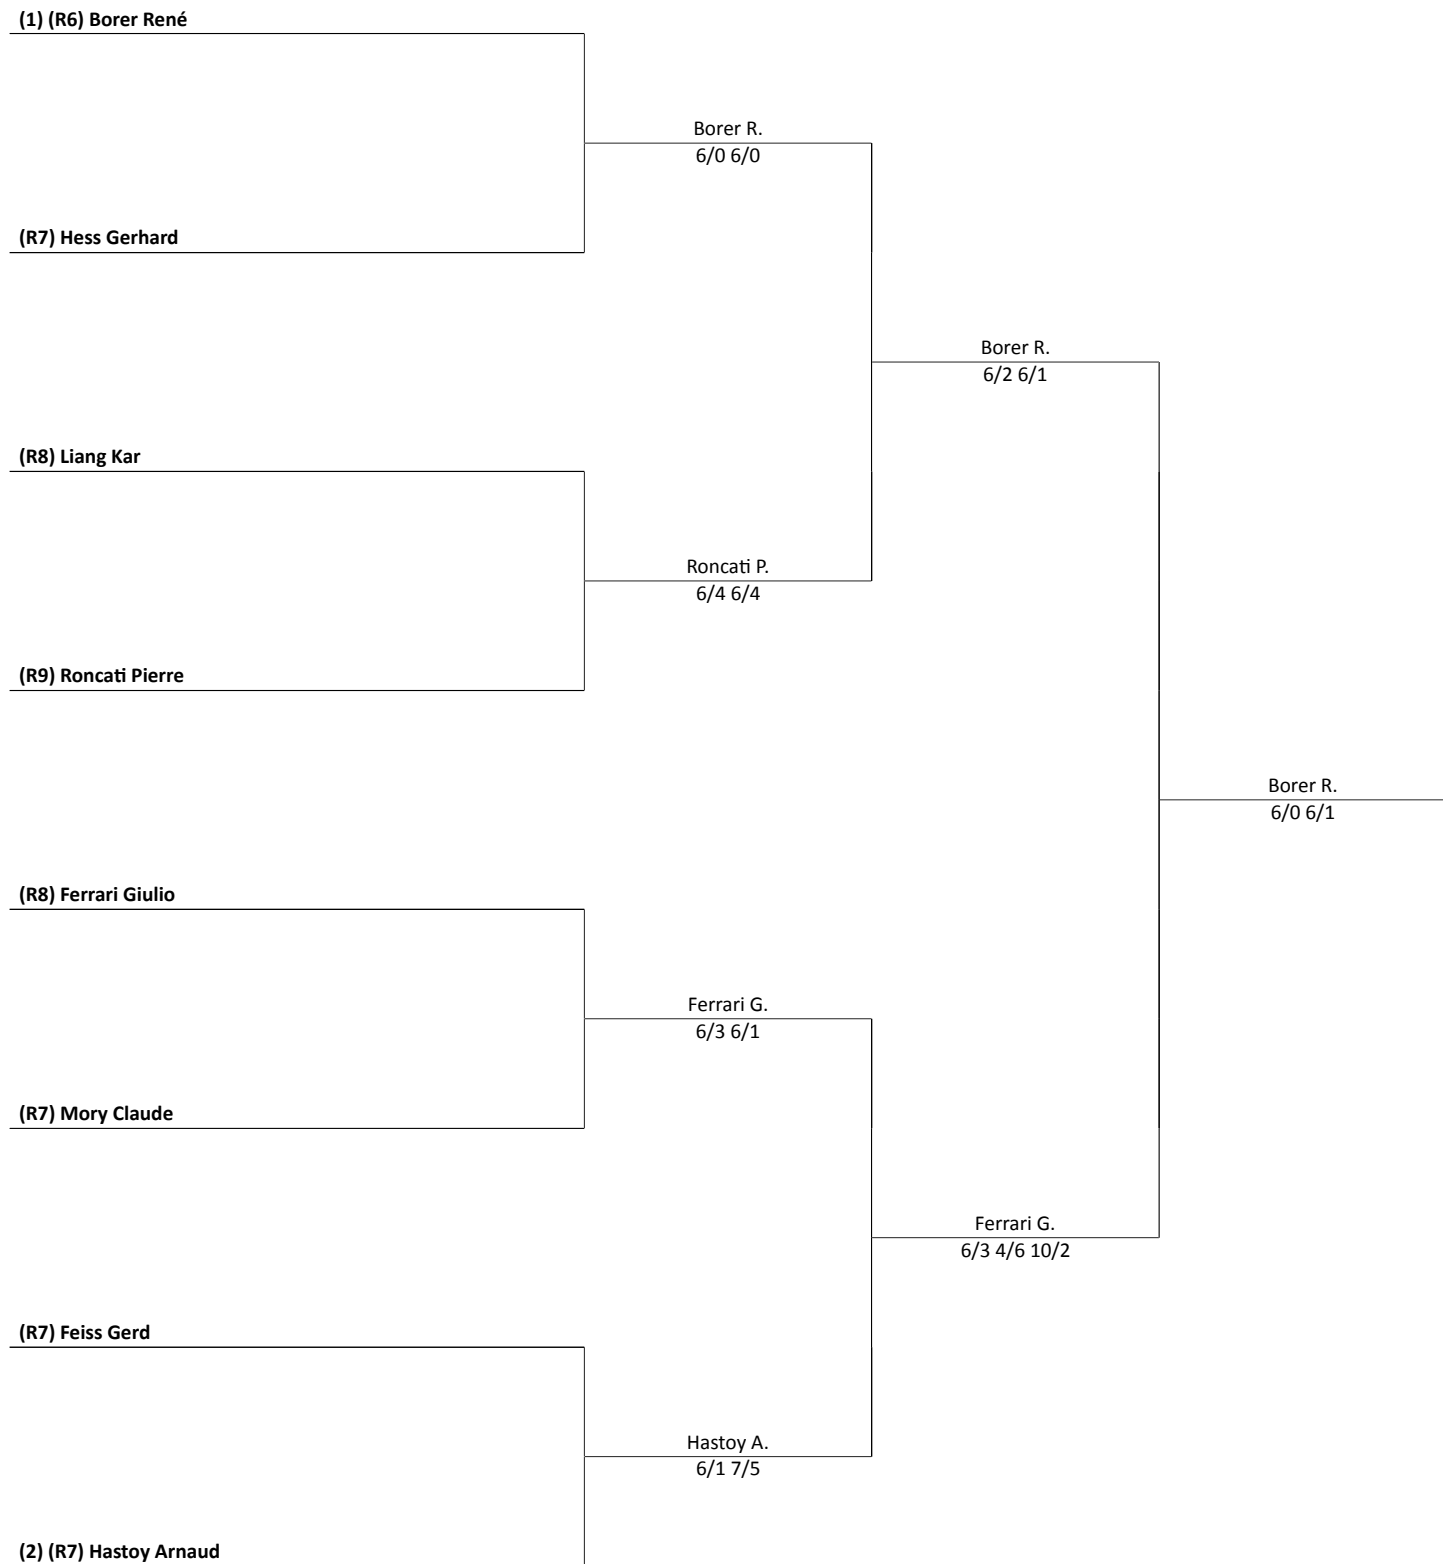 (1) (R6) Borer René
Borer R.
6/0 6/0
(R7) Hess Gerhard
Borer R.
6/2 6/1
(R8) Liang Kar
Roncati P.
6/4 6/4
(R9) Roncati Pierre
Borer R.
6/0 6/1
(R8) Ferrari Giulio
Ferrari G.
6/3 6/1
(R7) Mory Claude
Ferrari G.
6/3 4/6 10/2
(R7) Feiss Gerd
Hastoy A.
6/1 7/5
(2) (R7) Hastoy Arnaud